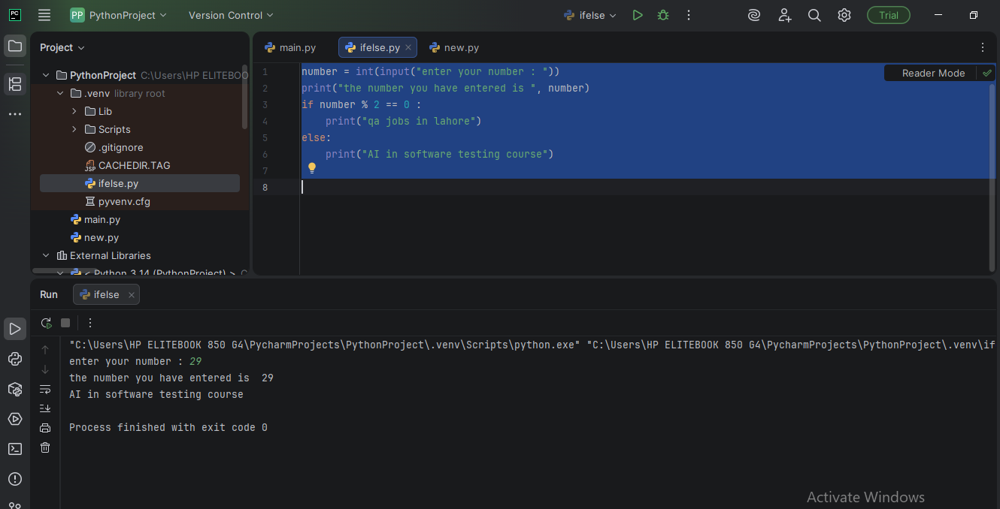 PC PP PythonProject Version Control ifelse Trial
Project
PythonProject C:\Users\HP ELITEBOO
.venv library root
Lib
Scripts
.gitignore
JSP CACHEDIR.TAG
ifelse.py
pyvenv.cfg
main.py
new.py
External Libraries
< Python 3.14 (PythonProject) > C
main.py ifelse.py new.py
Reader Mode
1 number = int(input("enter your number : "))
2 print("the number you have entered is ", number)
3 if number % 2 == 0 :
4 print("qa jobs in lahore")
5 else:
6 print("AI in software testing course")
7
8
Run ifelse
"C:\Users\HP ELITEBOOK 850 G4\PycharmProjects\PythonProject\.venv\Scripts\python.exe" "C:\Users\HP ELITEBOOK 850 G4\PycharmProjects\PythonProject\.venv\if
enter your number : 29
the number you have entered is  29
AI in software testing course
Process finished with exit code 0
Activate Windows